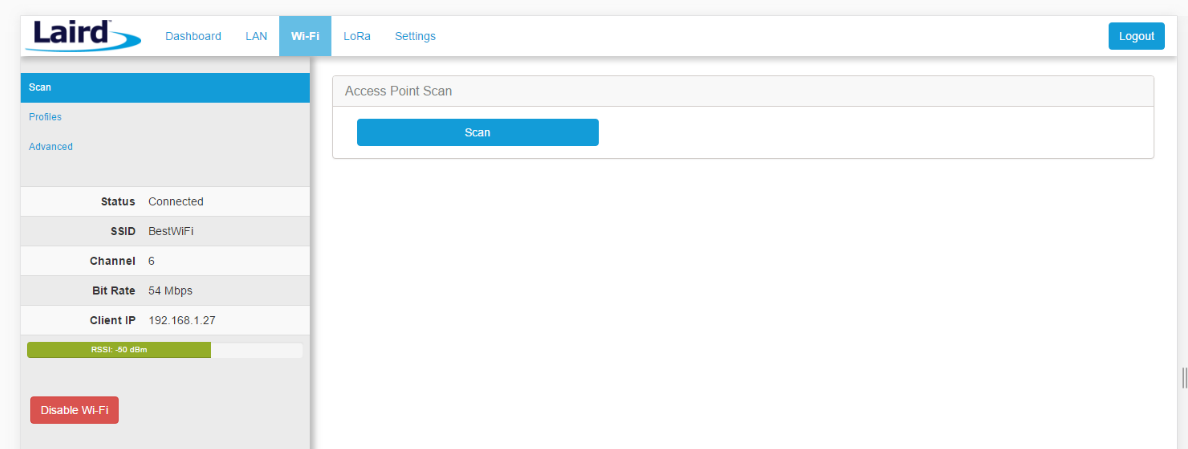 Laird Dashboard LAN Wi-Fi LoRa Settings Logout
Scan
Profiles
Advanced
Status Connected
SSID BestWiFi
Channel 6
Bit Rate 54 Mbps
Client IP 192.168.1.27
RSSI: -50 dBm
Disable Wi-Fi
Access Point Scan
Scan